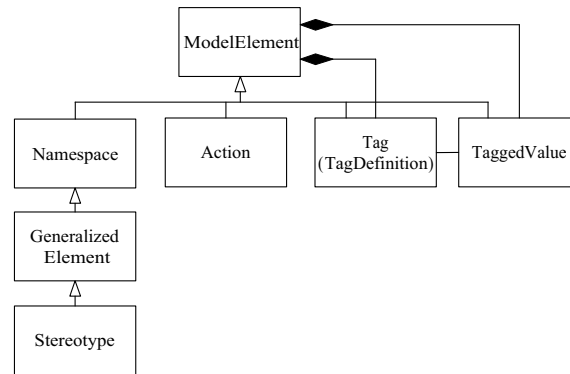 ModelElement
Namespace
Action
Tag
(TagDefinition)
TaggedValue
Generalized
Element
Stereotype